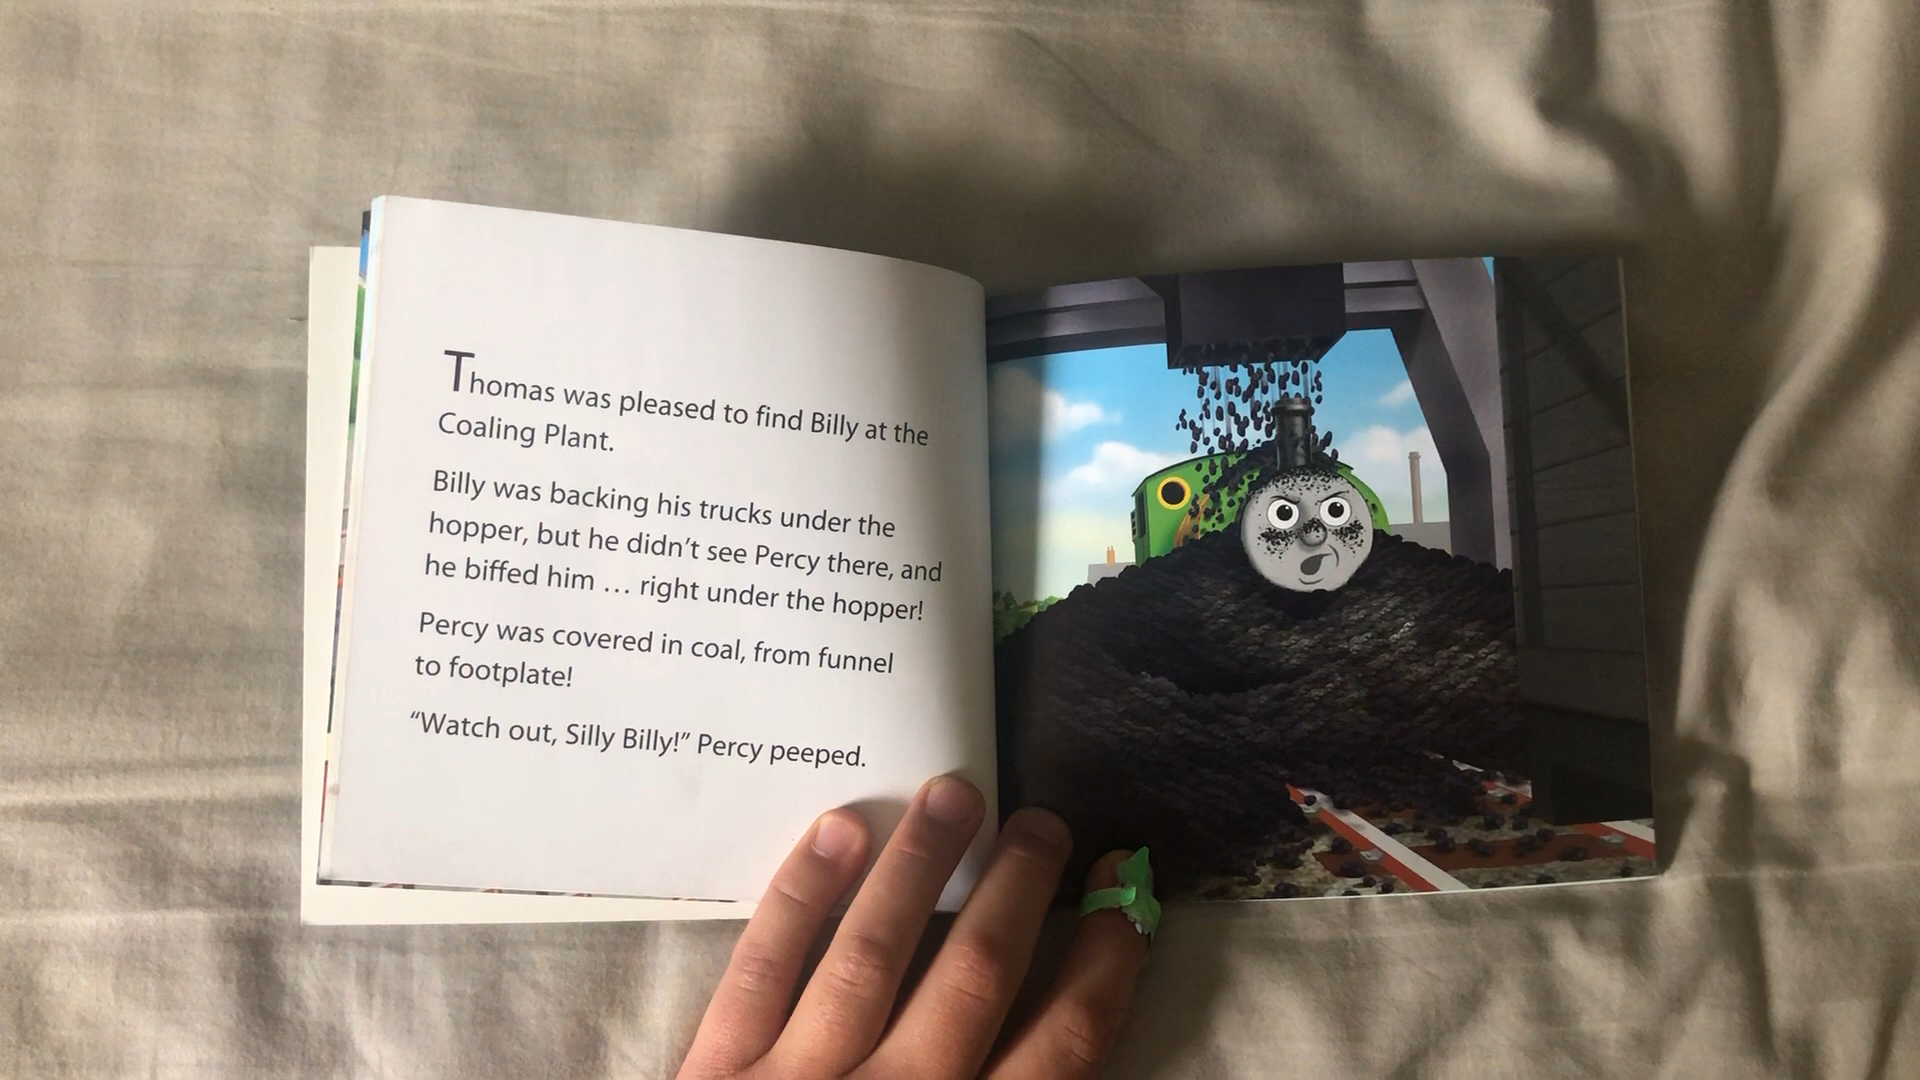 Thomas was pleased to find Billy at the
Coaling Plant.
Billy was backing his trucks under the
hopper, but he didn’t see Percy there, and
he biffed him … right under the hopper!
Percy was covered in coal, from funnel
to footplate!
“Watch out, Silly Billy!” Percy peeped.